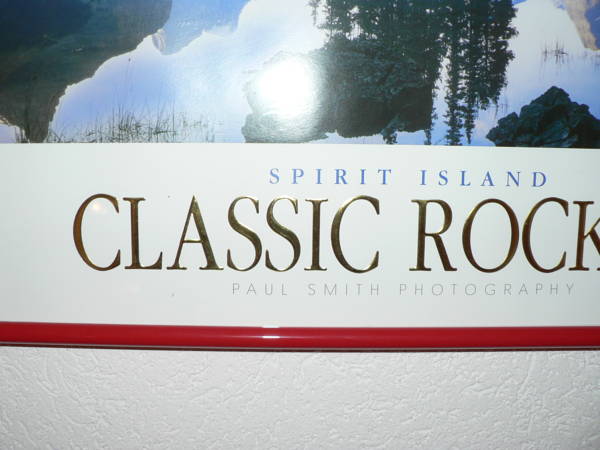 SPIRIT ISLAND
CLASSIC ROCK
PAUL SMITH PHOTOGRAPHY